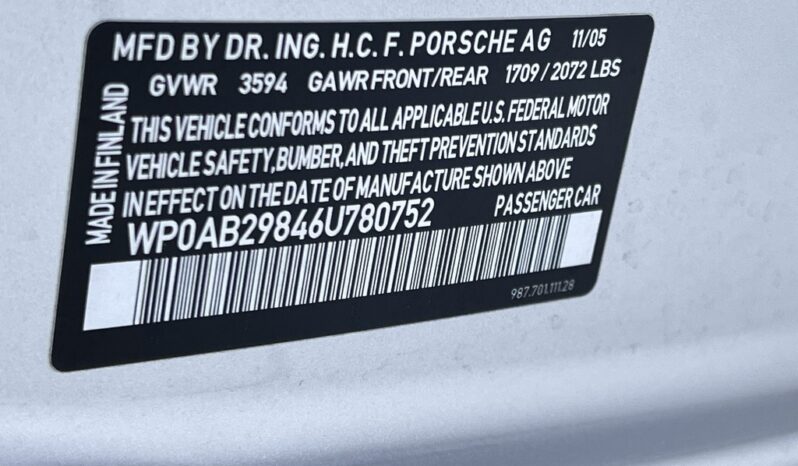 MFD BY DR. ING. H.C. F. PORSCHE AG 11/05
GVWR 3594 GAWR FRONT/REAR 1709 / 2072 LBS
MADE IN FINLAND
THIS VEHICLE CONFORMS TO ALL APPLICABLE U.S. FEDERAL MOTOR
VEHICLE SAFETY, BUMBER, AND THEFT PREVENTION STANDARDS
IN EFFECT ON THE DATE OF MANUFACTURE SHOWN ABOVE
WP0AB29846U780752 PASSENGER CAR
987.701.111.28